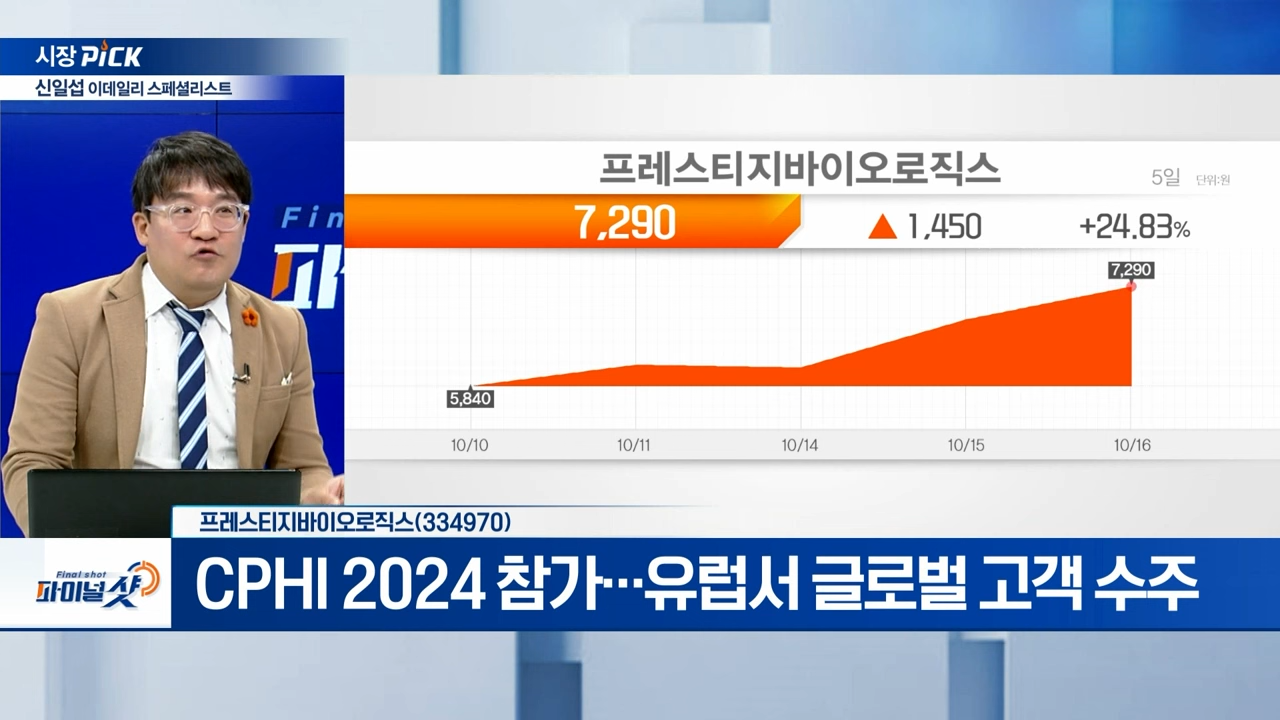 시장 PiCK
신일섭 이데일리 스페셜리스트
Fin
파
프레스티지바이오로직스
5일 단위:원
7,290 ▲ 1,450 +24.83%
7,290
5,840
10/10 10/11 10/14 10/15 10/16
프레스티지바이오로직스(334970)
Final shot
파이널샷
CPHI 2024 참가…유럽서 글로벌 고객 수주